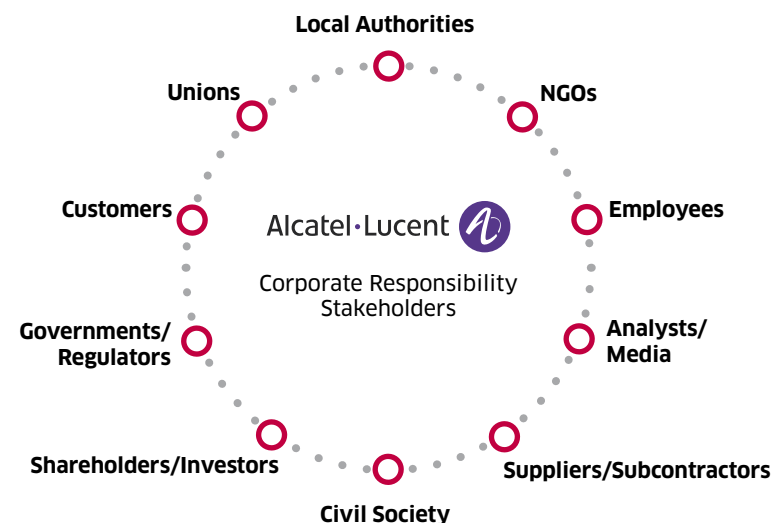 Local Authorities
Unions
NGOs
Customers
Employees
Alcatel·Lucent
Corporate Responsibility
Stakeholders
Governments/
Regulators
Analysts/
Media
Shareholders/Investors
Suppliers/Subcontractors
Civil Society